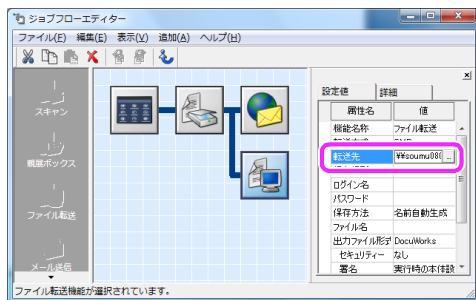 ジョブフローエディター
ファイル(F) 編集(E) 表示(V) 追加(A) ヘルプ(H)
スキャン
親展ボックス
ファイル転送
メール送信
設定値 詳細
属性名 値
機能名称 ファイル転送
転送先 ¥¥soumu080 ...
ログイン名
パスワード
保存方法 名前自動生成
ファイル名
出力ファイル形式 DocuWorks
セキュリティー なし
署名 実行時の本体設
ファイル転送機能が選択されています。